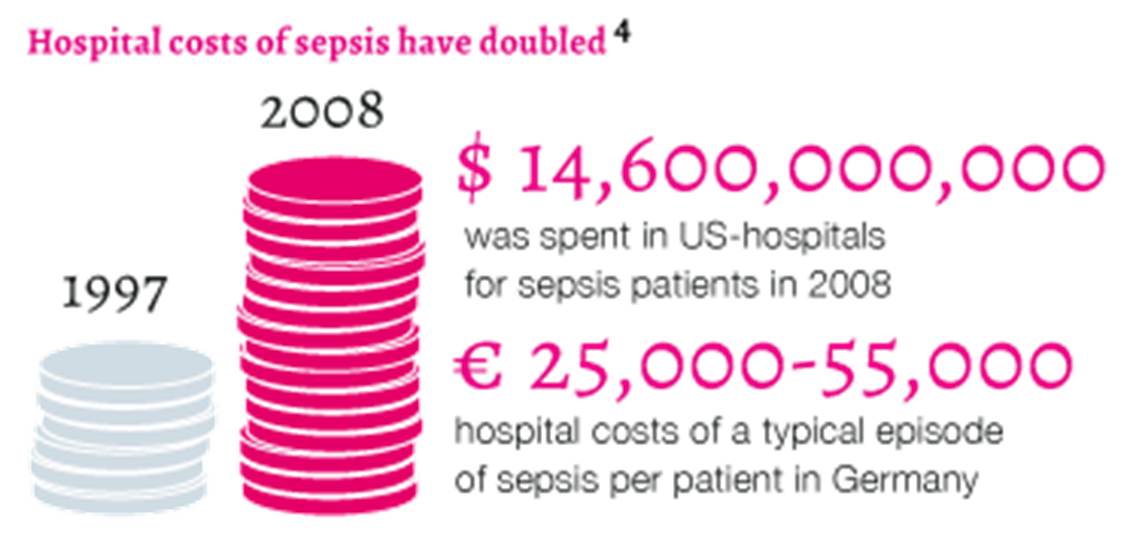 Hospital costs of sepsis have doubled 4
2008
$ 14,600,000,000
was spent in US-hospitals
for sepsis patients in 2008
1997
€ 25,000-55,000
hospital costs of a typical episode
of sepsis per patient in Germany